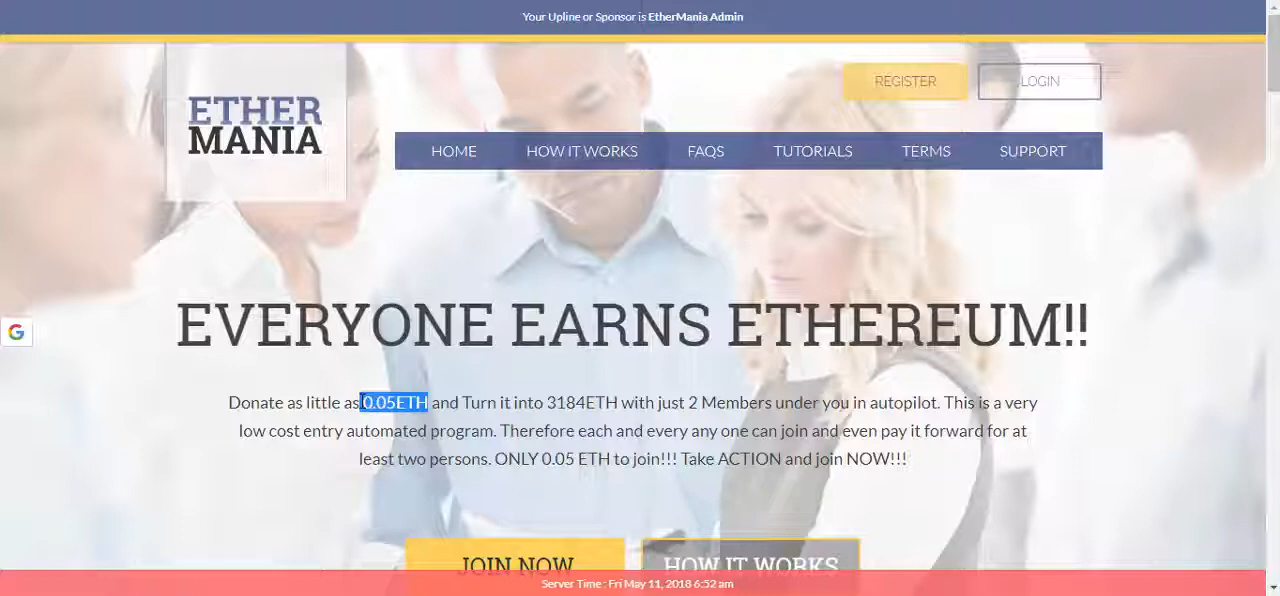 Your Upline or Sponsor is EtherMania Admin
REGISTER
LOGIN
ETHER
MANIA
HOME HOW IT WORKS FAQS TUTORIALS TERMS SUPPORT
EVERYONE EARNS ETHEREUM!!
Donate as little as 0.05ETH and Turn it into 3184ETH with just 2 Members under you in autopilot. This is a very
low cost entry automated program. Therefore each and every any one can join and even pay it forward for at
least two persons. ONLY 0.05 ETH to join!!! Take ACTION and join NOW!!!
JOIN NOW
HOW IT WORKS
Server Time : Fri May 11, 2018 6:52 am